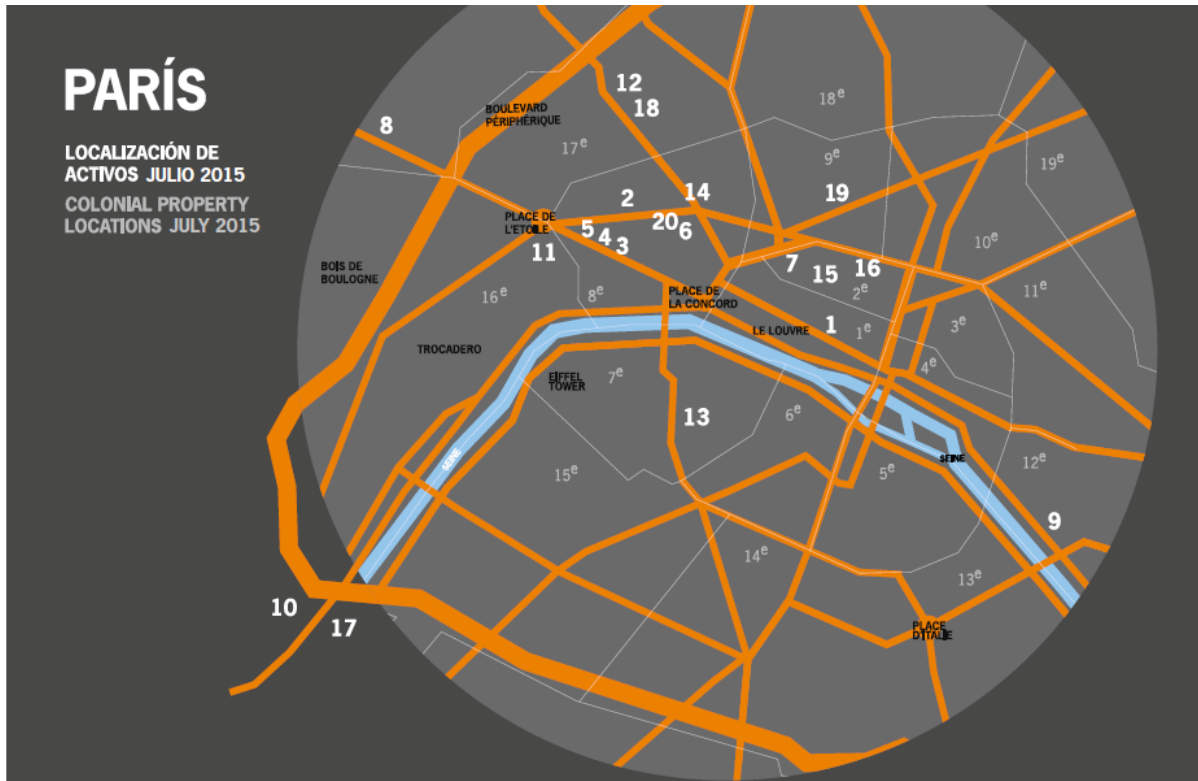 PARÍS
LOCALIZACIÓN DE
ACTIVOS JULIO 2015
COLONIAL PROPERTY
LOCATIONS JULY 2015
12
18
BOULEVARD
PÉRIPHÉRIQUE
8
17e
18e
9e
19e
2
14
19
PLACE DE
L'ETOILE
5
4
3
20
6
11
10e
BOIS DE
BOULOGNE
7
15
16
2e
16e
8e
PLACE DE
LA CONCORD
11e
LE LOUVRE
1
1e
3e
TROCADERO
4e
EIFFEL
TOWER
7e
13
6e
SEINE
15e
5e
SEINE
12e
9
14e
13e
10
17
PLACE
D'ITALIE